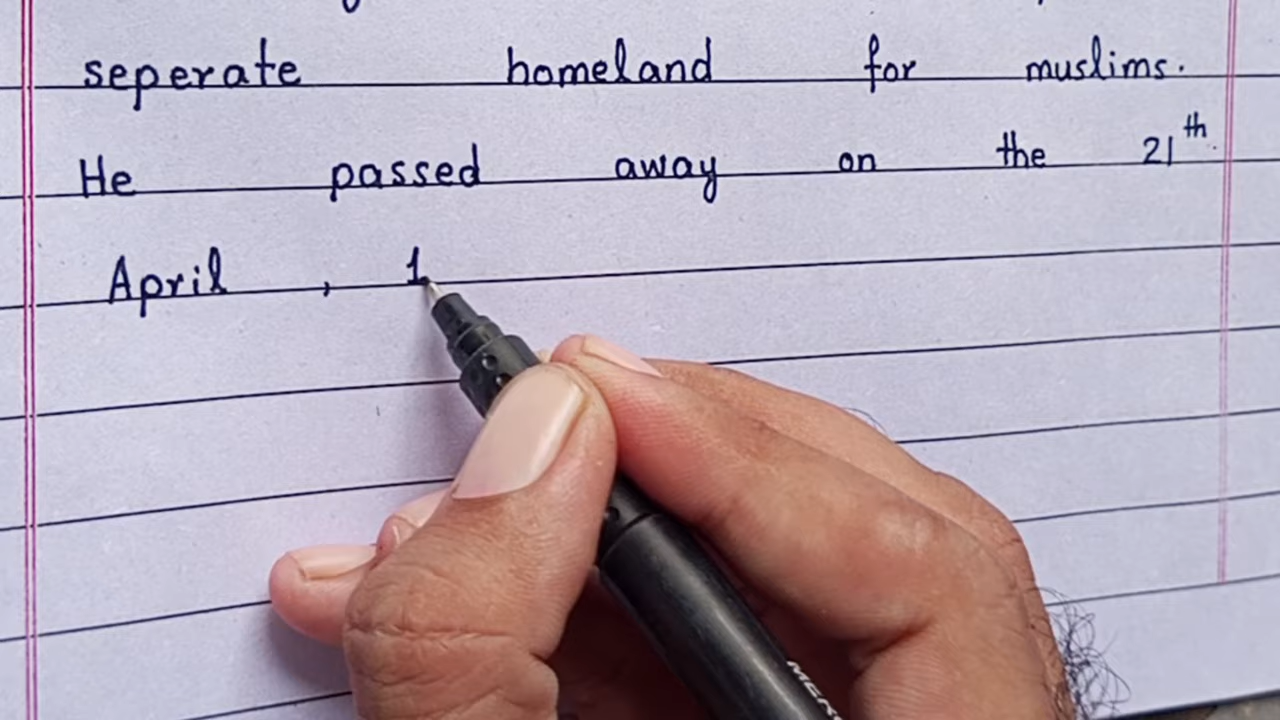 seperate homeland for muslims.
He passed away on the 21th
April , 1